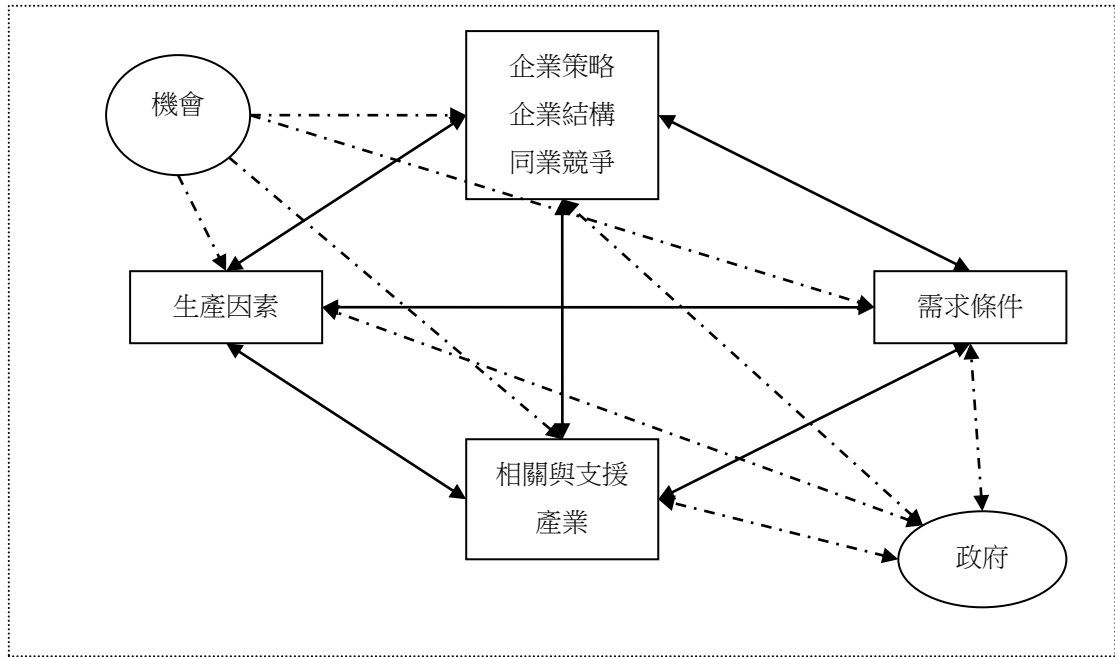 機會
企業策略
企業結構
同業競爭
生產因素
需求條件
相關與支援
產業
政府